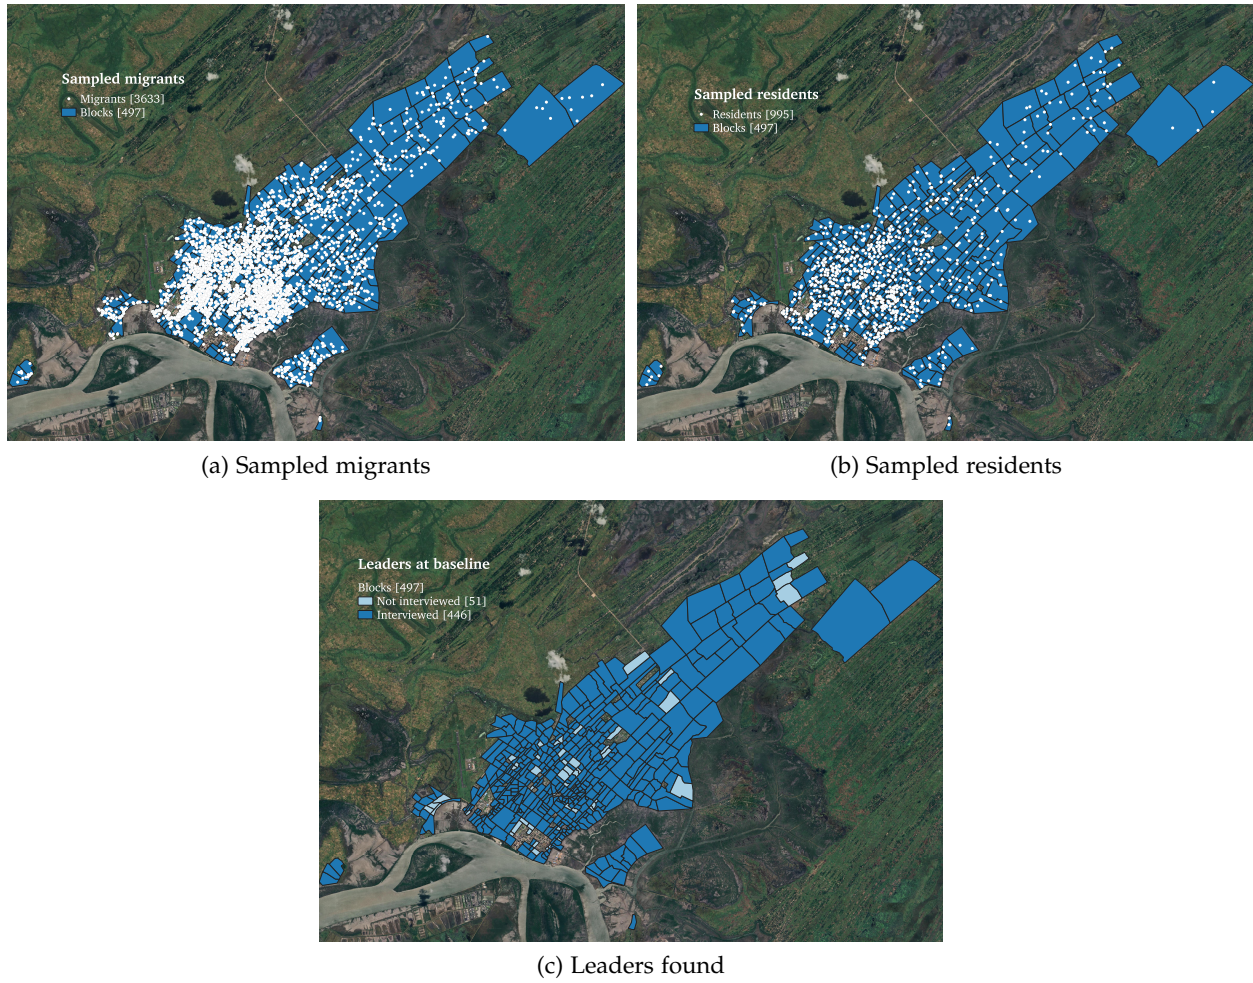 Sampled migrants
Migrants [3633]
Blocks [497]
Sampled residents
Residents [995]
Blocks [497]
(a) Sampled migrants
(b) Sampled residents
Leaders at baseline
Blocks [497]
Not interviewed [51]
Interviewed [446]
(c) Leaders found